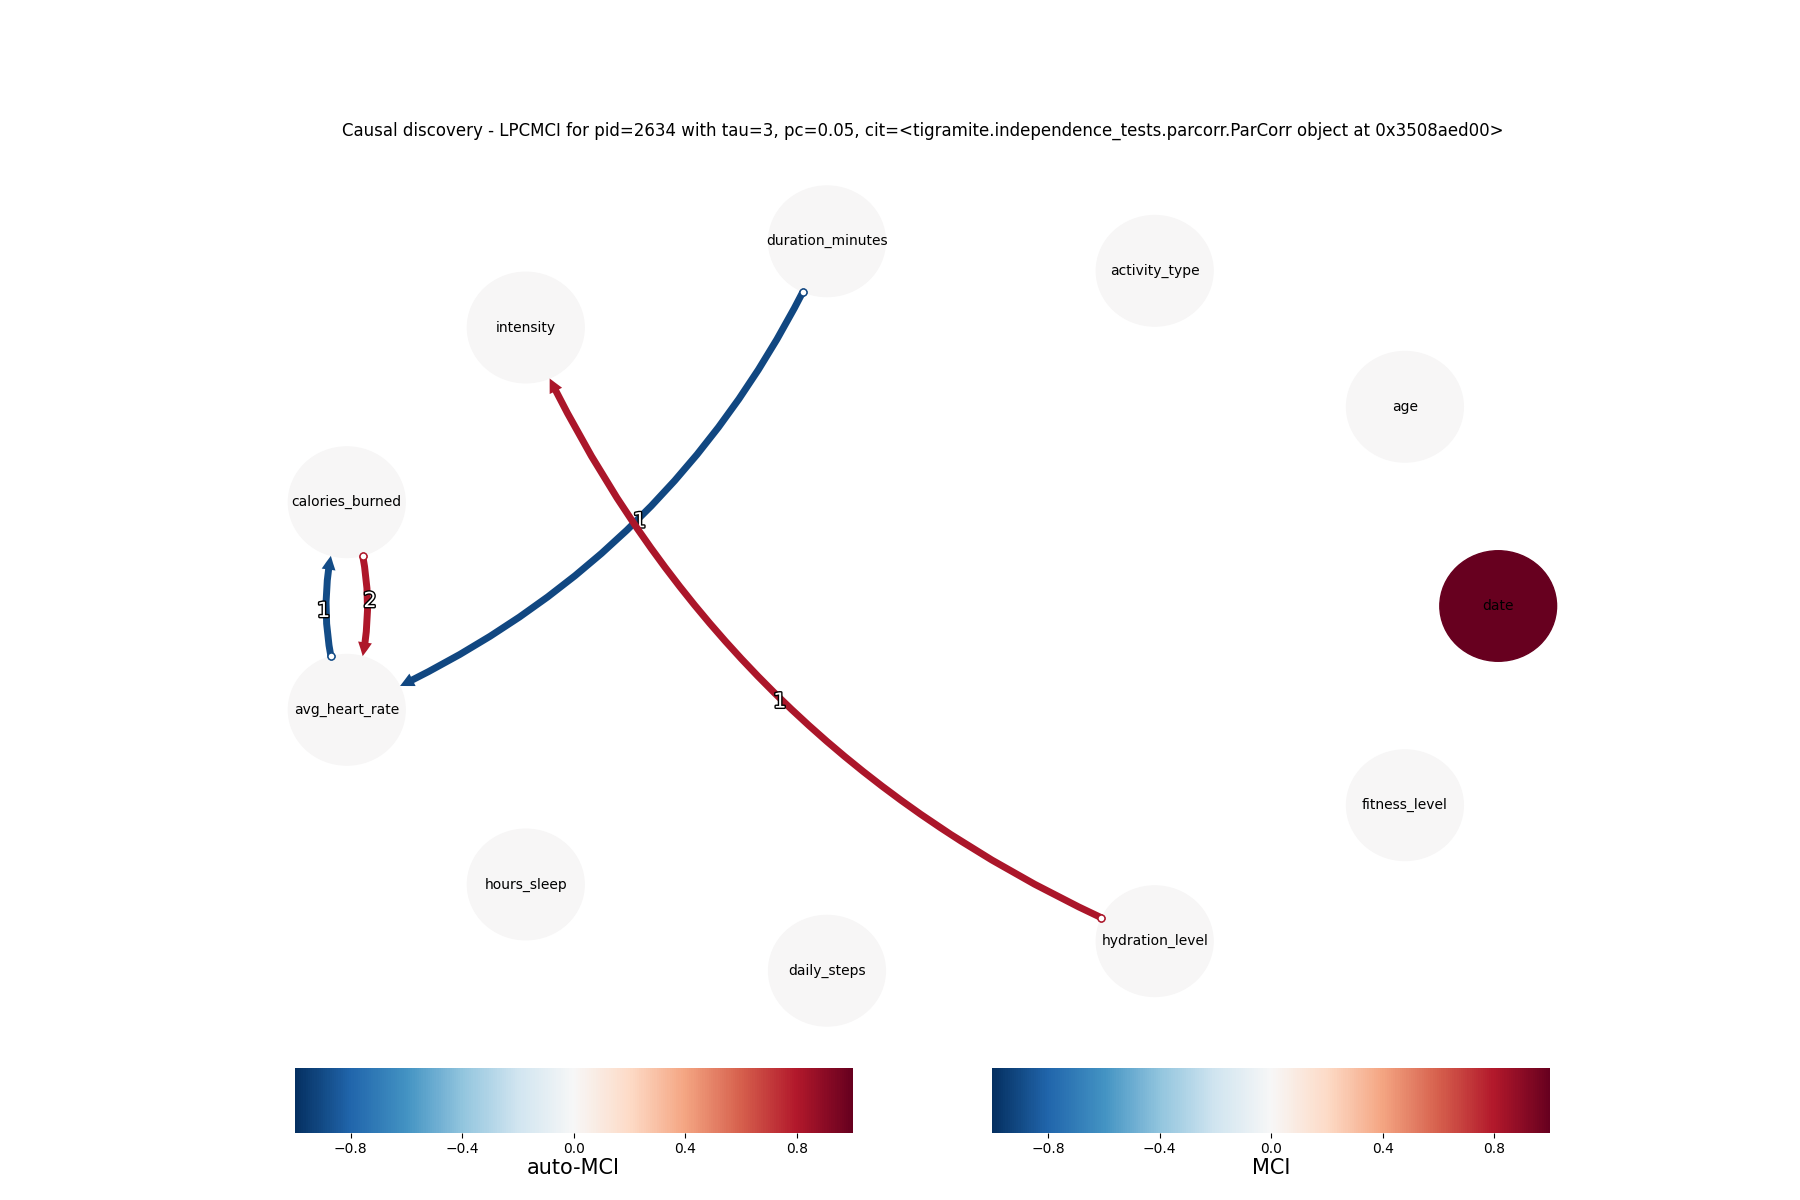 Causal discovery - LPCMCI for pid=2634 with tau=3, pc=0.05, cit=<tigramite.independence_tests.parcorr.ParCorr object at 0x3508aed00>
duration_minutes
activity_type
intensity
age
calories_burned
1
date
2
1
1
avg_heart_rate
fitness_level
hours_sleep
hydration_level
daily_steps
−0.8 −0.4 0.0 0.4 0.8
auto-MCI
−0.8 −0.4 0.0 0.4 0.8
MCI